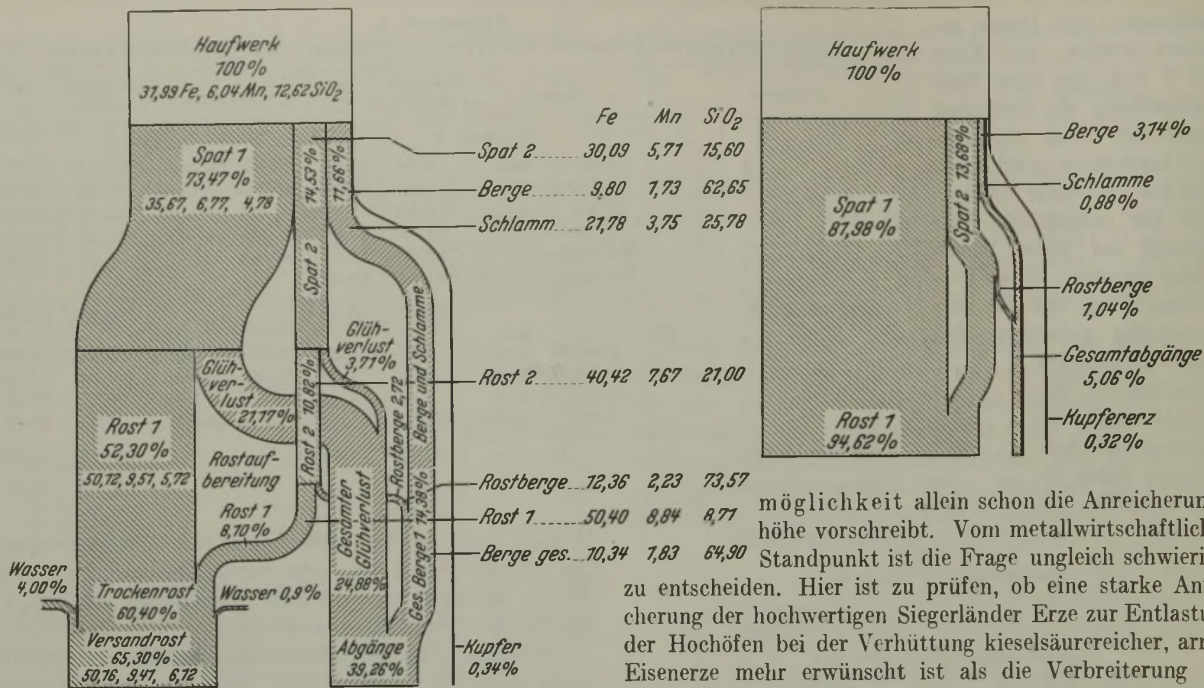 Haufwerk
100 %
31,99 Fe, 6,04 Mn, 12,62 SiO2
Spat 1
73,47 %
35,67, 6,77, 4,78
14,53 %
11,66 %
Spat 2
Fe Mn SiO2
Spat 2 30,09 5,71 15,60
Berge 9,80 1,73 62,65
Schlamm 21,78 3,75 25,78
Glüh-
verlust
3,71 %
Glüh-
ver-
lust
21,17 %
Rost 2 10,82 %
Rostberge 2,12
Berge und Schlamme
Rost 2 40,42 7,67 21,00
Rost 1
52,30 %
50,12, 9,51, 5,72
Rostauf-
bereitung
Rost 1
8,10 %
Gesamter
Glühverlust
24,88 %
Ges. Berge 14,38 %
Rostberge 12,36 2,23 73,57
Rost 1 50,40 8,84 8,71
Berge ges. 10,34 1,83 64,90
Wasser
4,00 %
Trockenrost
60,40 %
Wasser 0,9 %
Versandrost
65,30 %
50,16, 9,41, 6,72
Abgänge
39,26 %
Kupfer
0,34 %
Haufwerk
100 %
Spat 1
81,98 %
Spat 2 13,68 %
Berge 3,14 %
Schlamme
0,88 %
Rostberge
1,04 %
Gesamtabgänge
5,06 %
Rost 1
94,62 %
Kupfererz
0,32 %
möglichkeit allein schon die Anreicherun
höhe vorschreibt. Vom metallwirtschaftlich
Standpunkt ist die Frage ungleich schwieri
zu entscheiden. Hier ist zu prüfen, ob eine starke An
cherung der hochwertigen Siegerländer Erze zur Entlastu
der Hochöfen bei der Verhüttung kieselsäurereicher, arn
Eisenerze mehr erwünscht ist als die Verbreiterung